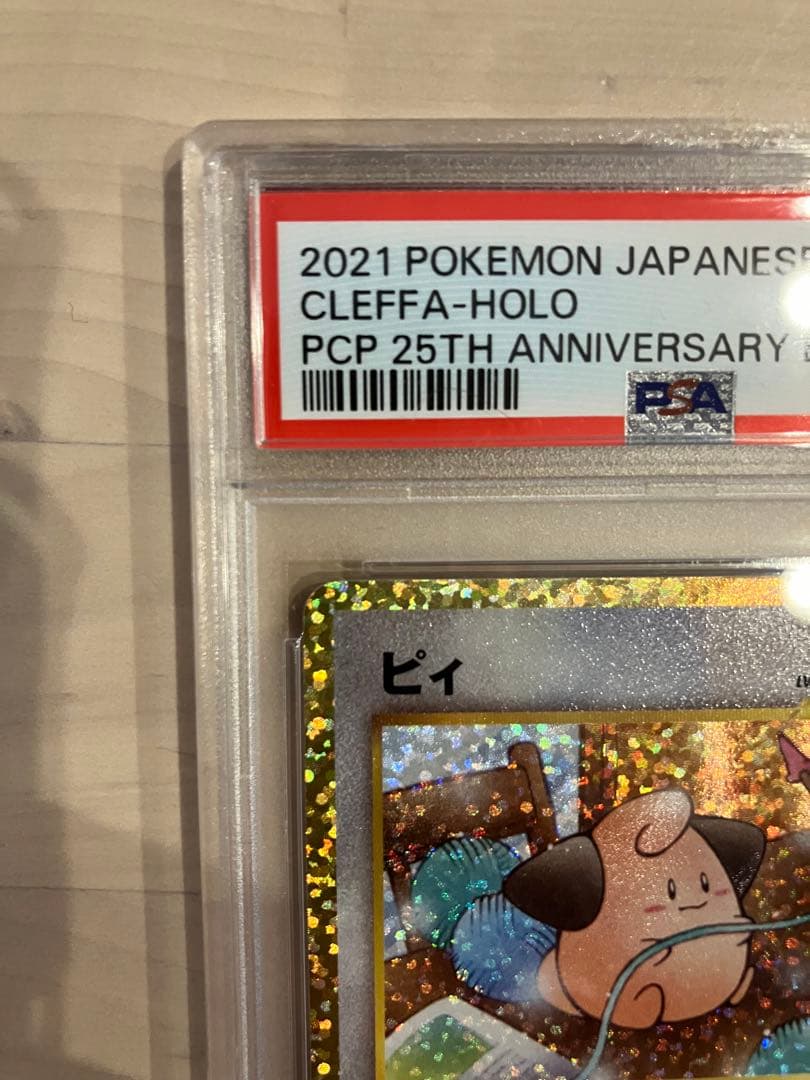 2021 POKEMON JAPANESE
CLEFFA-HOLO
PCP 25TH ANNIVERSARY
PSA
ピィ